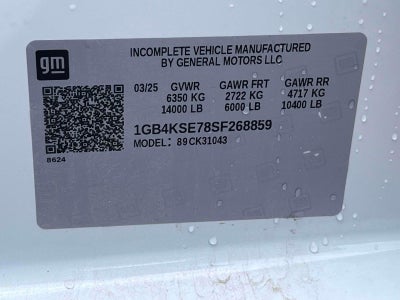 gm
INCOMPLETE VEHICLE MANUFACTURED
BY GENERAL MOTORS LLC
03/25 GVWR GAWR FRT GAWR RR
6350 KG 2722 KG 4717 KG
14000 LB 6000 LB 10400 LB
1GB4KSE78SF268859
MODEL: 89CK31043
8624